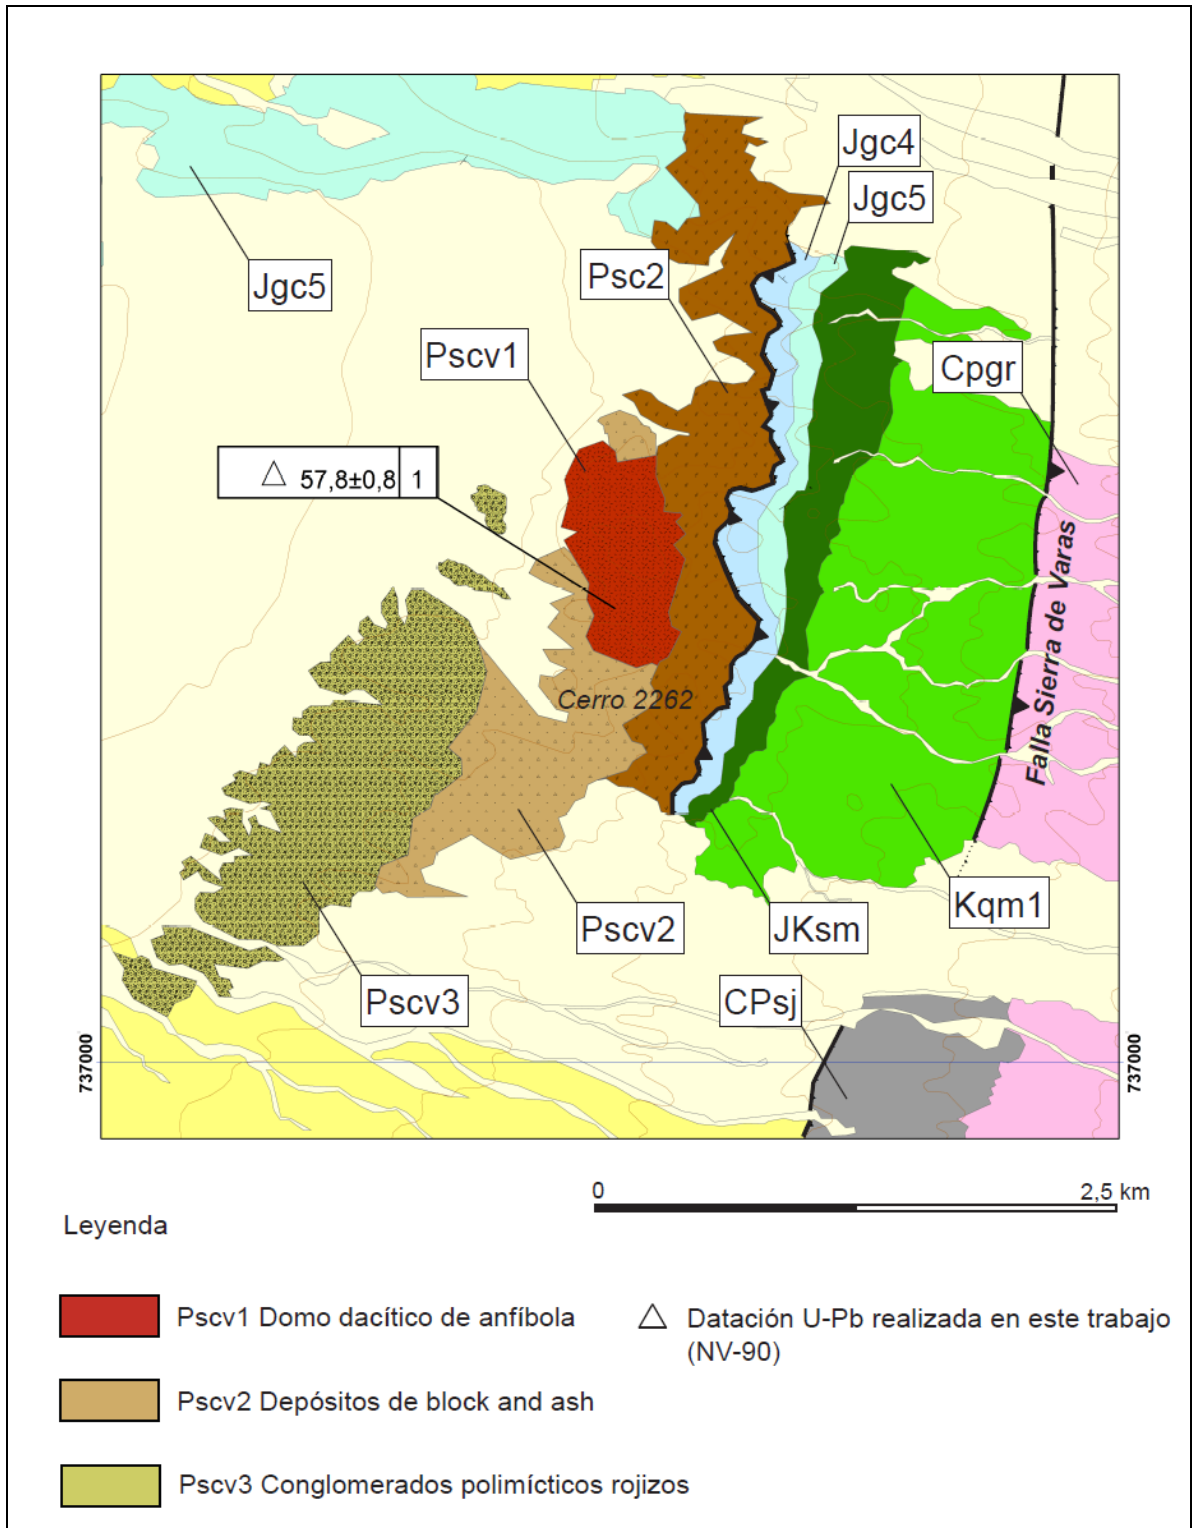 Jgc4
Jgc5
Jgc5
Psc2
Pscv1
Cpgr
△ 57,8±0,8 1
Falla Sierra de Varas
Cerro 2262
Kqm1
Pscv2
JKsm
Pscv3
CPsj
737000
737000
0 2,5 km
Leyenda
Pscv1 Domo dacítico de anfíbola
△ Datación U-Pb realizada en este trabajo
(NV-90)
Pscv2 Depósitos de block and ash
Pscv3 Conglomerados polimícticos rojizos